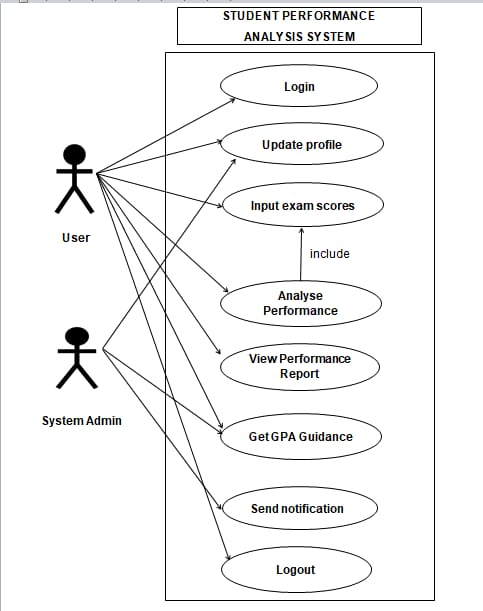 STUDENT PERFORMANCE
ANALYSIS SYSTEM
Login
Update profile
User
Input exam scores
include
Analyse
Performance
System Admin
View Performance
Report
Get GPA Guidance
Send notification
Logout